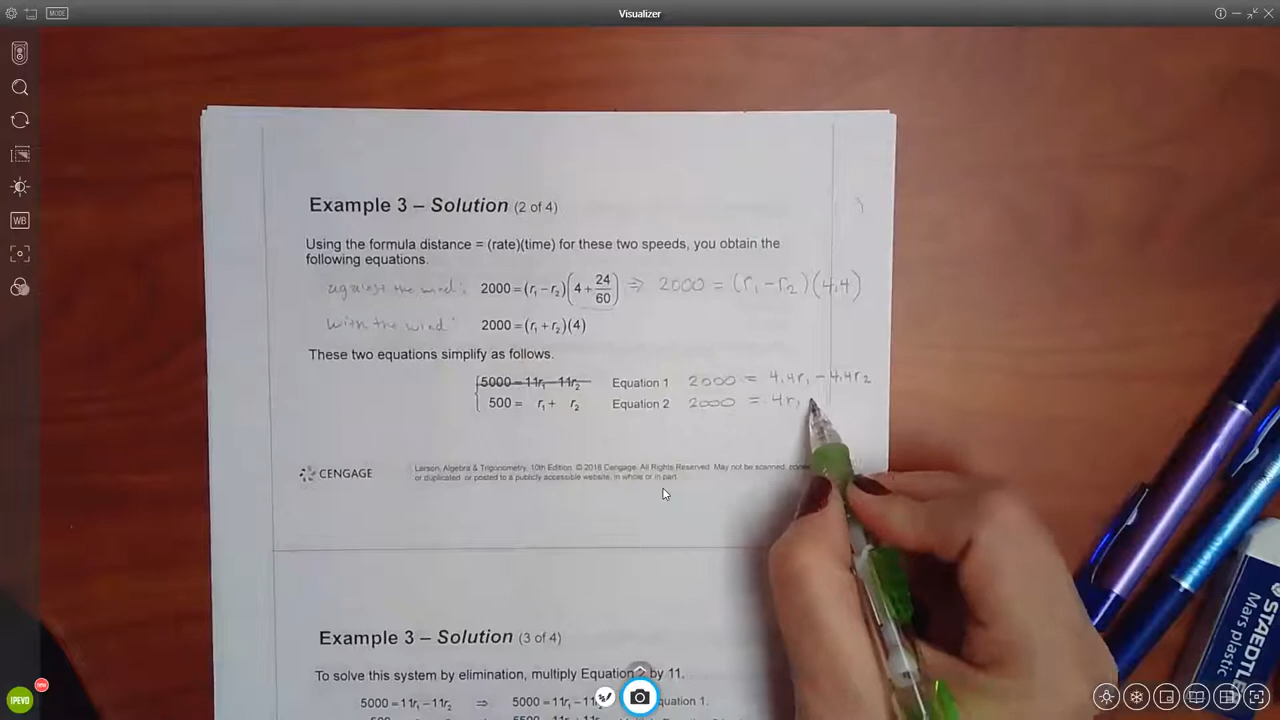 MODE
Visualizer
WB
Example 3 – Solution (2 of 4)
Using the formula distance = (rate)(time) for these two speeds, you obtain the
following equations.
against the wind: 2000 = (r₁ − r₂)(4 + 24/60) ⇒ 2000 = (r₁ − r₂)(4.4)
with the wind: 2000 = (r₁ + r₂)(4)
These two equations simplify as follows.
5000 = 11r₁ − 11r₂ Equation 1 2000 = 4.4r₁ − 4.4r₂
500 = r₁ + r₂ Equation 2 2000 = 4r₁
CENGAGE
Larson, Algebra & Trigonometry, 10th Edition. © 2018 Cengage. All Rights Reserved. May not be scanned,
or duplicated, or posted to a publicly accessible website, in whole or in part.
STAEDTLER
Mars plastic
Example 3 – Solution (3 of 4)
To solve this system by elimination, multiply Equation 2 by 11.
5000 = 11r₁ − 11r₂ ⇒ 5000 = 11r₁ − 11 quation 1.
IPEVO